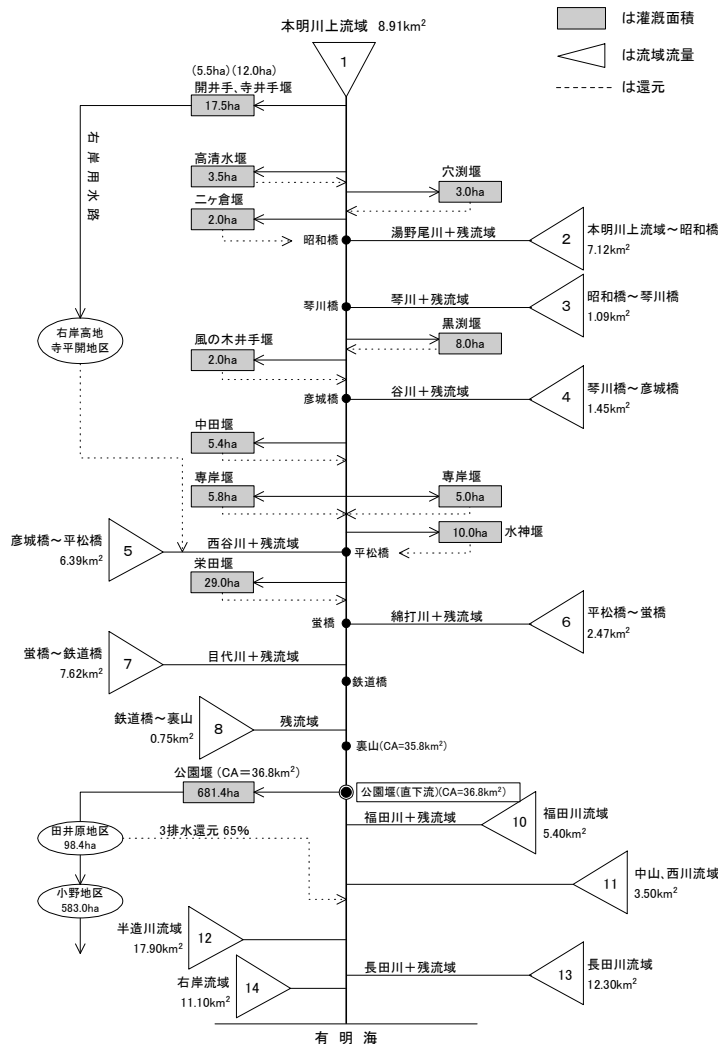 本明川上流域 8.91km²
は灌漑面積
は流域流量
は還元
1
(5.5ha)(12.0ha)
開井手、寺井手堰
17.5ha
右岸用水路
高清水堰
3.5ha
穴渕堰
3.0ha
二ヶ倉堰
2.0ha
昭和橋
湯野尾川＋残流域
2
本明川上流域～昭和橋
7.12km²
琴川橋
琴川＋残流域
3
昭和橋～琴川橋
1.09km²
右岸高地
寺平開地区
黒渕堰
8.0ha
風の木井手堰
2.0ha
彦城橋
谷川＋残流域
4
琴川橋～彦城橋
1.45km²
中田堰
5.4ha
専岸堰
5.8ha
専岸堰
5.0ha
10.0ha
水神堰
彦城橋～平松橋
6.39km²
5
西谷川＋残流域
平松橋
栄田堰
29.0ha
蛍橋
綿打川＋残流域
6
平松橋～蛍橋
2.47km²
蛍橋～鉄道橋
7.62km²
7
目代川＋残流域
鉄道橋
鉄道橋～裏山
0.75km²
8
残流域
裏山(CA=35.8km²)
公園堰 (CA＝36.8km²)
681.4ha
公園堰(直下流)(CA=36.8km²)
福田川＋残流域
10
福田川流域
5.40km²
田井原地区
98.4ha
3排水還元 65%
11
中山、西川流域
3.50km²
小野地区
583.0ha
半造川流域
17.90km²
12
長田川＋残流域
13
長田川流域
12.30km²
右岸流域
11.10km²
14
有明海